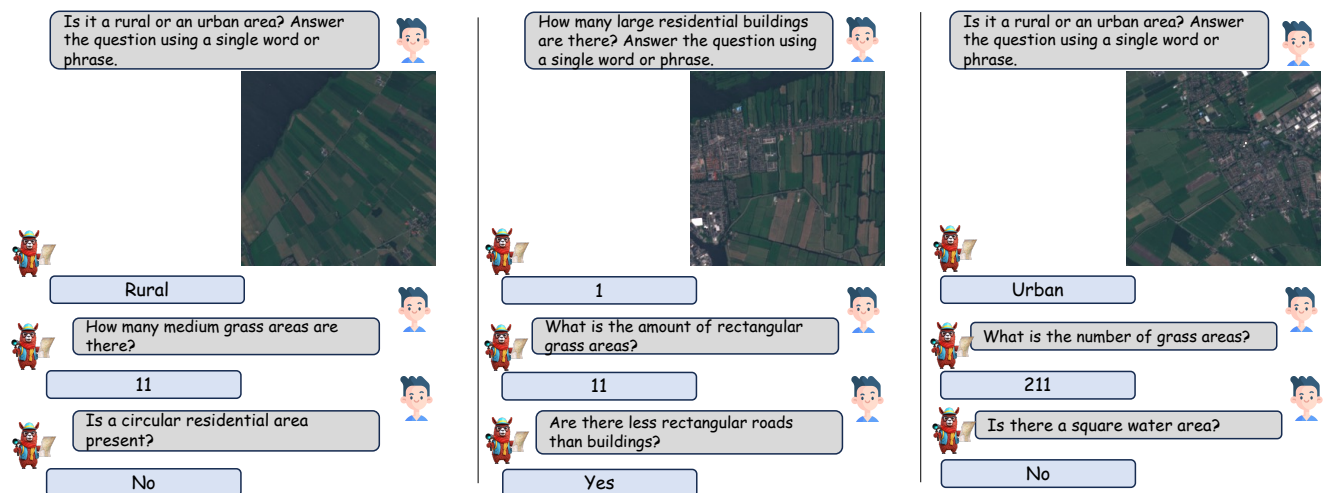 Is it a rural or an urban area? Answer
the question using a single word or
phrase.
Rural
How many medium grass areas are
there?
11
Is a circular residential area
present?
No
How many large residential buildings
are there? Answer the question using
a single word or phrase.
1
What is the amount of rectangular
grass areas?
11
Are there less rectangular roads
than buildings?
Yes
Is it a rural or an urban area? Answer
the question using a single word or
phrase.
Urban
What is the number of grass areas?
211
Is there a square water area?
No